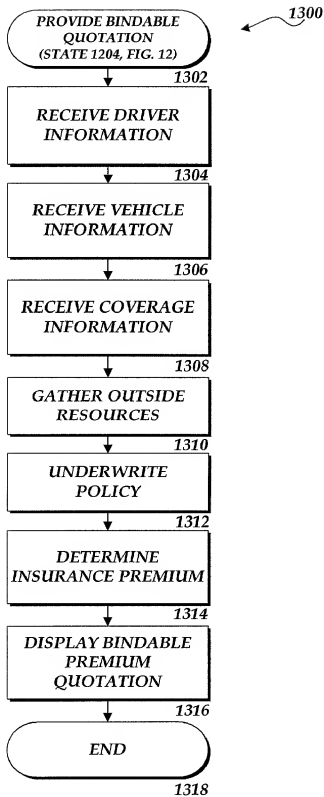 PROVIDE BINDABLE
QUOTATION
(STATE 1204, FIG. 12)
1300
1302
RECEIVE DRIVER
INFORMATION
1304
RECEIVE VEHICLE
INFORMATION
1306
RECEIVE COVERAGE
INFORMATION
1308
GATHER OUTSIDE
RESOURCES
1310
UNDERWRITE
POLICY
1312
DETERMINE
INSURANCE PREMIUM
1314
DISPLAY BINDABLE
PREMIUM
QUOTATION
1316
END
1318